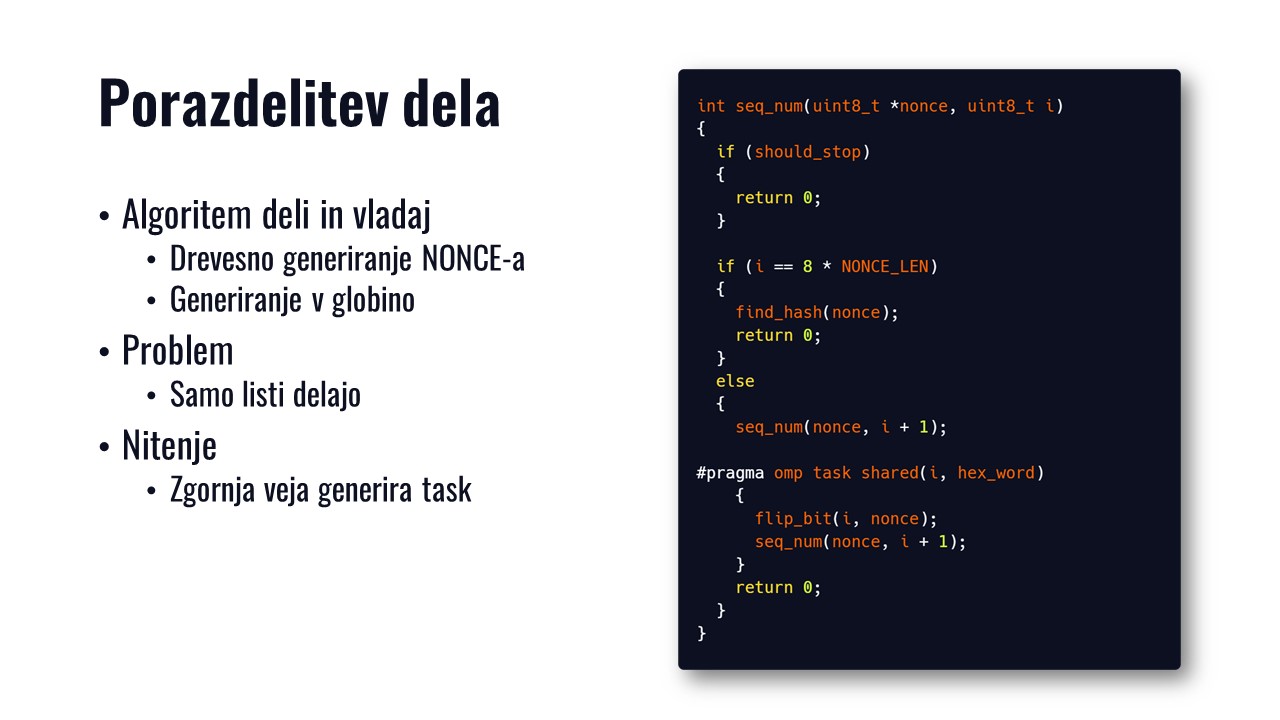 Porazdelitev dela
• Algoritem deli in vladaj
• Drevesno generiranje NONCE-a
• Generiranje v globino
• Problem
• Samo listi delajo
• Nitenje
• Zgornja veja generira task
int seq_num(uint8_t *nonce, uint8_t i)
{
  if (should_stop)
  {
    return 0;
  }

  if (i == 8 * NONCE_LEN)
  {
    find_hash(nonce);
    return 0;
  }
  else
  {
    seq_num(nonce, i + 1);

#pragma omp task shared(i, hex_word)
    {
      flip_bit(i, nonce);
      seq_num(nonce, i + 1);
    }
    return 0;
  }
}